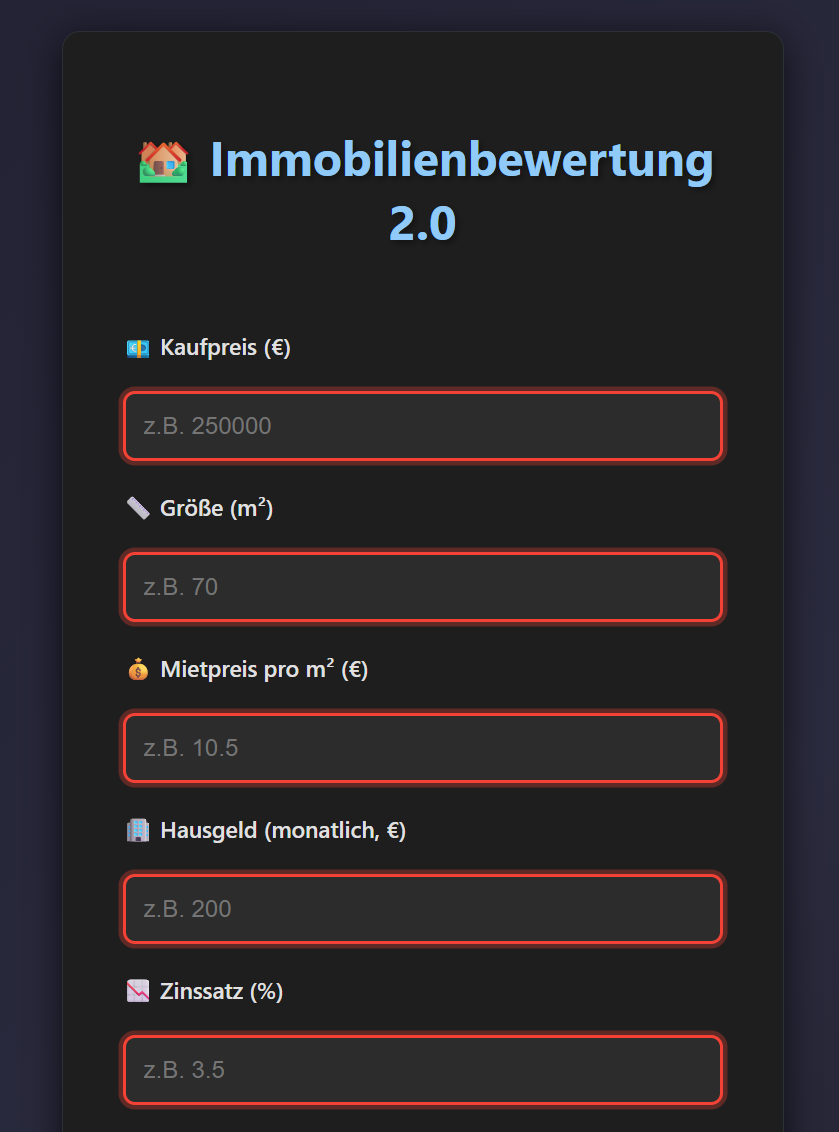 Immobilienbewertung
2.0
Kaufpreis (€)
z.B. 250000
Größe (m²)
z.B. 70
Mietpreis pro m² (€)
z.B. 10.5
Hausgeld (monatlich, €)
z.B. 200
Zinssatz (%)
z.B. 3.5